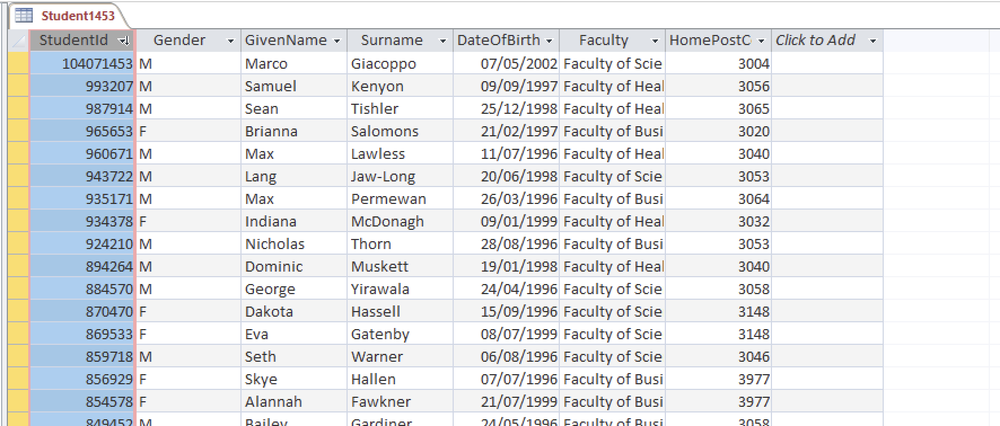 Student1453
StudentId Gender GivenName Surname DateOfBirth Faculty HomePostC Click to Add
104071453 M Marco Giacoppo 07/05/2002 Faculty of Scie 3004
993207 M Samuel Kenyon 09/09/1997 Faculty of Heal 3056
987914 M Sean Tishler 25/12/1998 Faculty of Heal 3065
965653 F Brianna Salomons 21/02/1997 Faculty of Busi 3020
960671 M Max Lawless 11/07/1996 Faculty of Heal 3040
943722 M Lang Jaw-Long 20/06/1998 Faculty of Scie 3053
935171 M Max Permewan 26/03/1996 Faculty of Busi 3064
934378 F Indiana McDonagh 09/01/1999 Faculty of Heal 3032
924210 M Nicholas Thorn 28/08/1996 Faculty of Busi 3053
894264 M Dominic Muskett 19/01/1998 Faculty of Heal 3040
884570 M George Yirawala 24/04/1996 Faculty of Scie 3058
870470 F Dakota Hassell 15/09/1996 Faculty of Scie 3148
869533 F Eva Gatenby 08/07/1999 Faculty of Scie 3148
859718 M Seth Warner 06/08/1996 Faculty of Scie 3046
856929 F Skye Hallen 07/07/1996 Faculty of Busi 3977
854578 F Alannah Fawkner 21/07/1999 Faculty of Busi 3977
849452 M Bailey Gardiner 24/05/1996 Faculty of Busi 3058